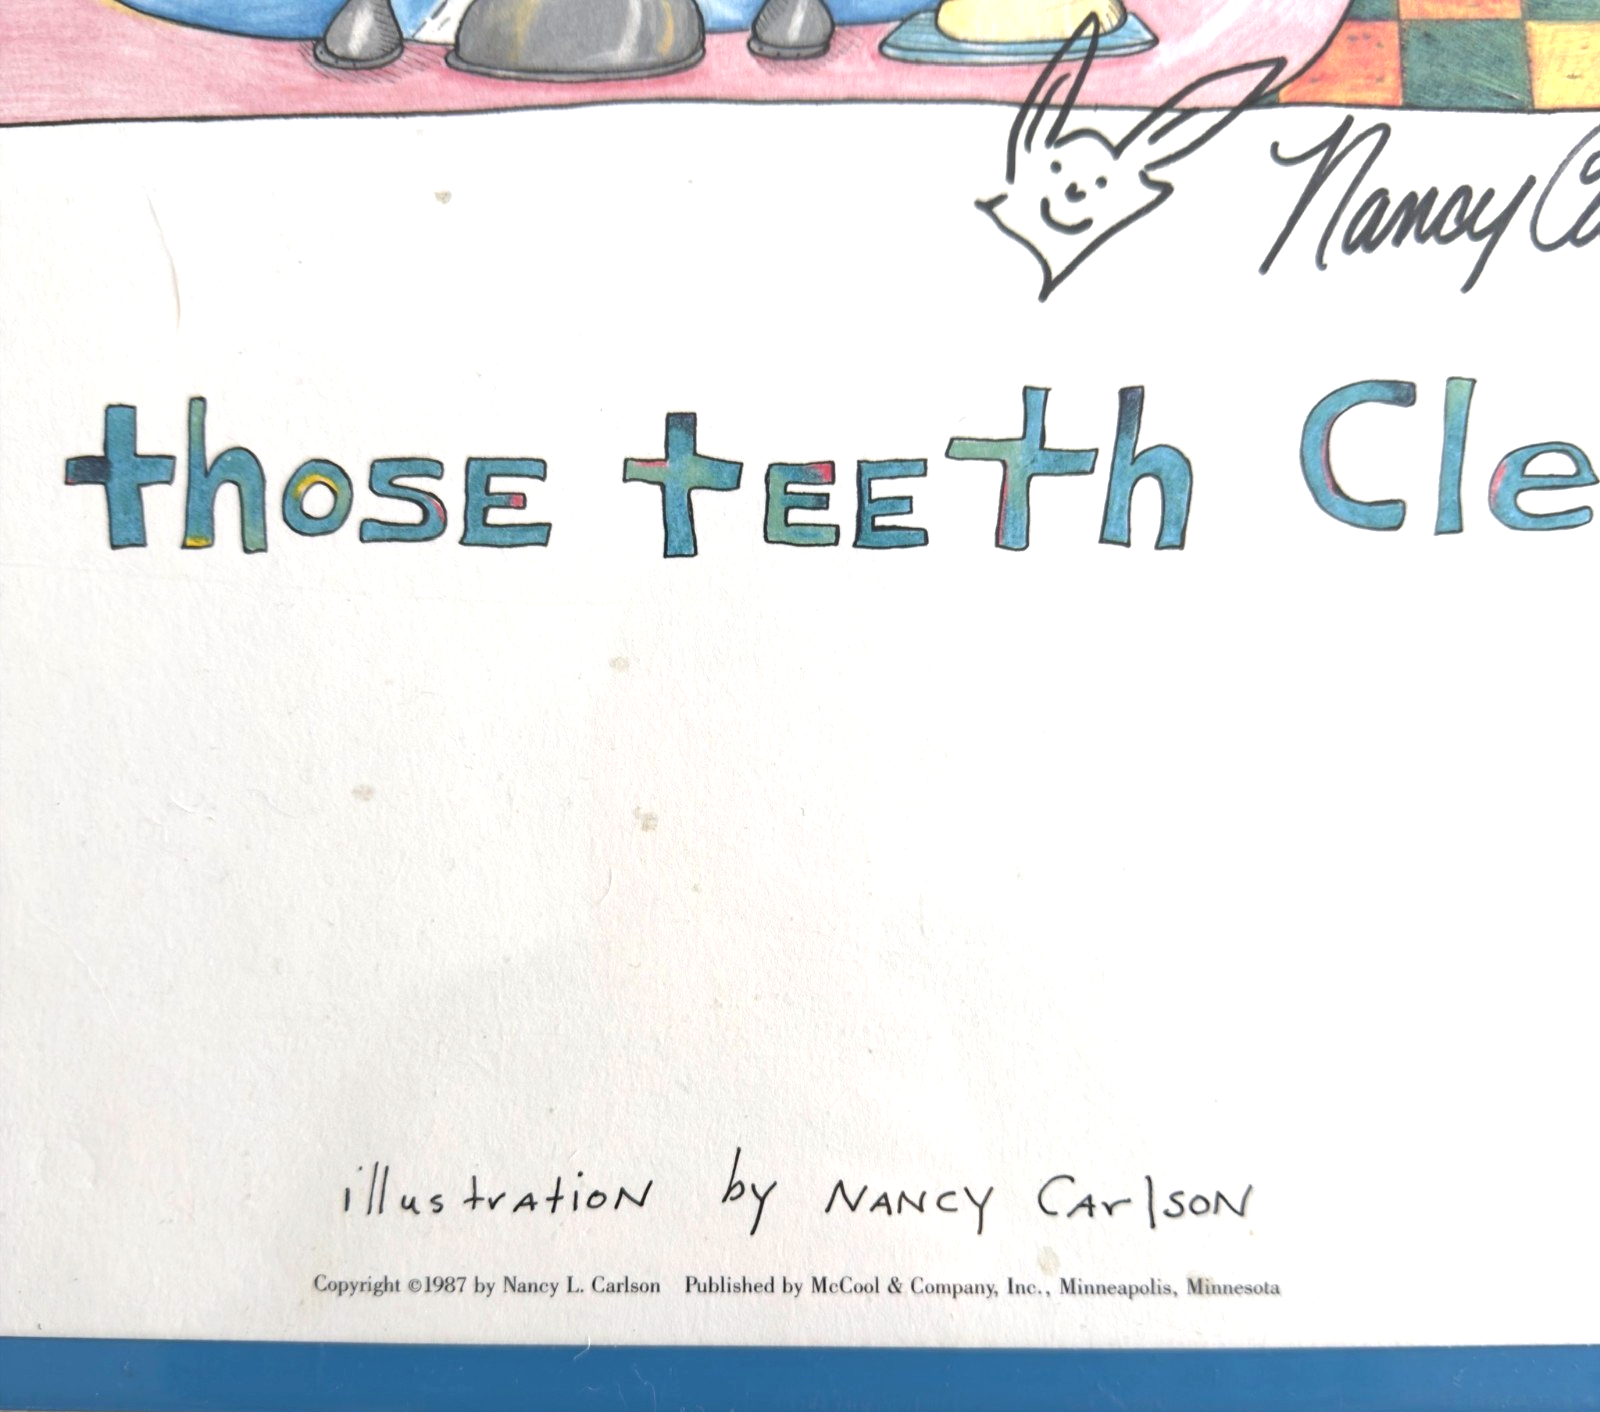 Nancy
those teeth Cle
illustration by Nancy Carlson
Copyright ©1987 by Nancy L. Carlson Published by McCool & Company, Inc., Minneapolis, Minnesota